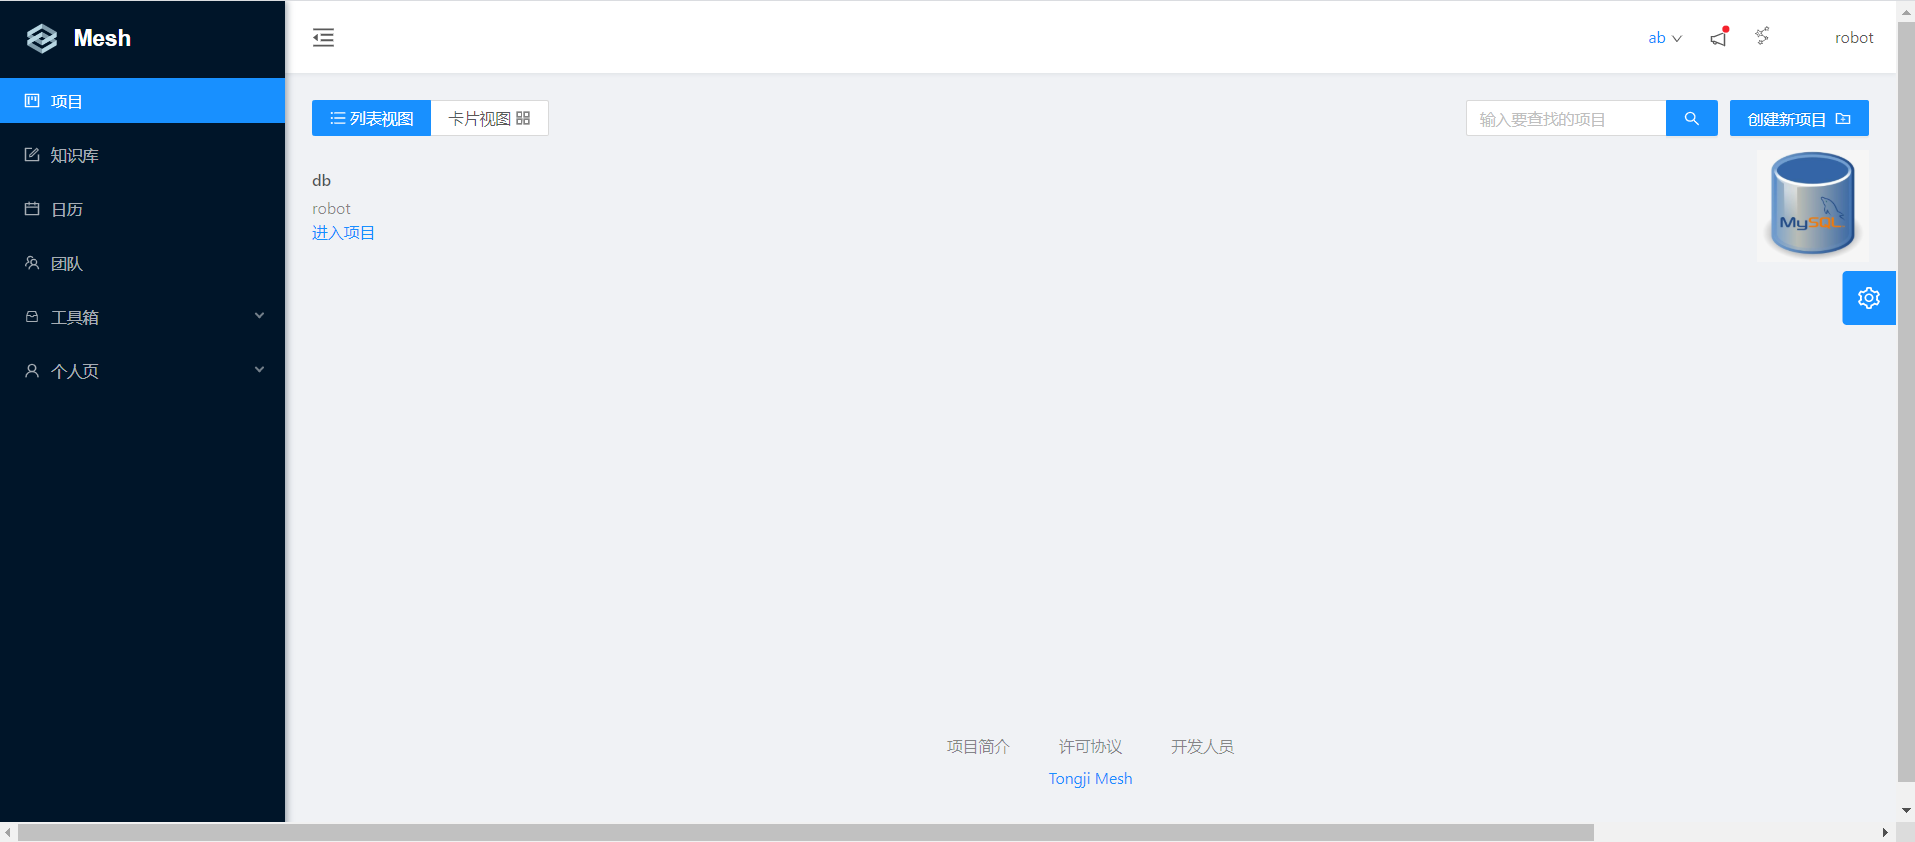 Mesh
项目
知识库
日历
团队
工具箱
个人页
ab
robot
列表视图
卡片视图
输入要查找的项目
创建新项目
db
robot
进入项目
MySQL
项目简介
许可协议
开发人员
Tongji Mesh